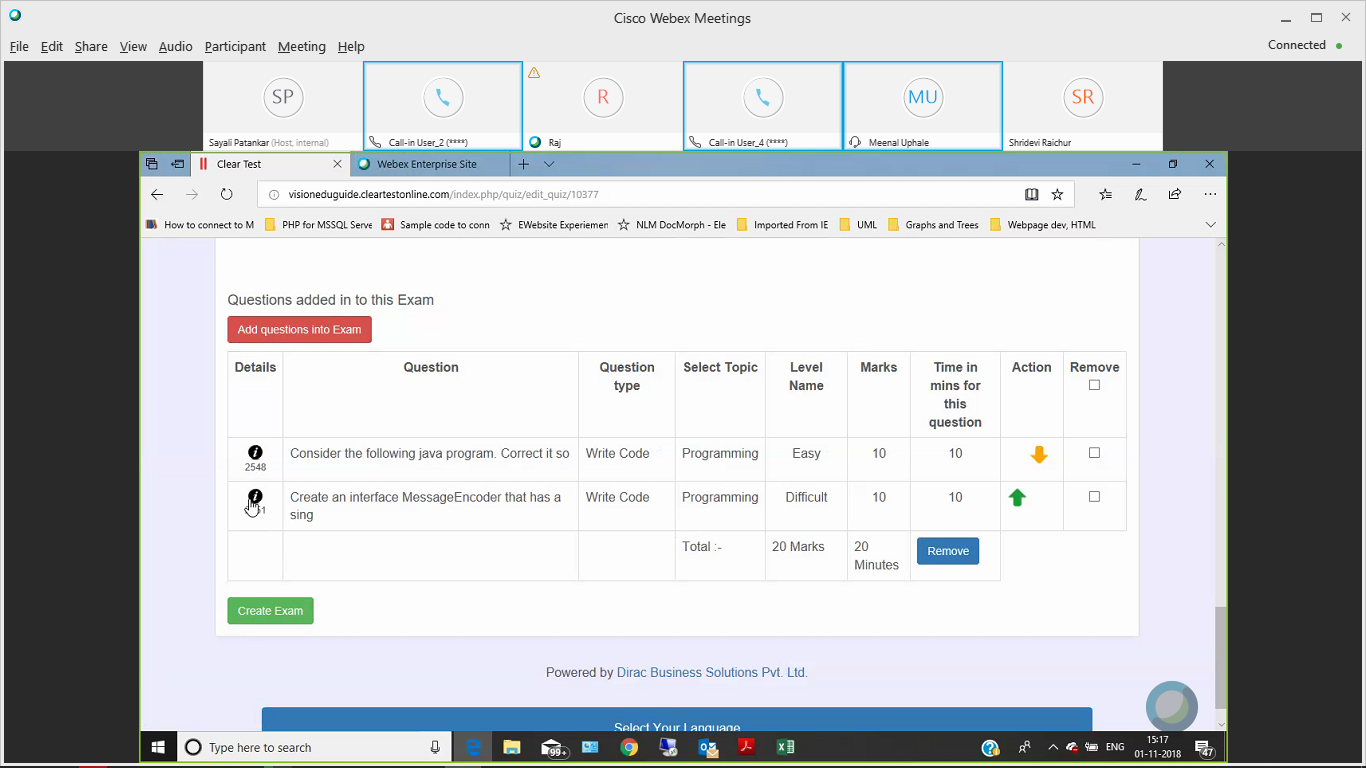 Cisco Webex Meetings
File Edit Share View Audio Participant Meeting Help
Connected
SP
R
MU
SR
Sayali Patankar (Host, internal)
Call-in User_2 (****)
Raj
Call-in User_4 (****)
Meenal Uphale
Shridevi Raichur
Clear Test
Webex Enterprise Site
visioneduguide.cleartestonline.com/index.php/quiz/edit_quiz/10377
How to connect to M
PHP for MSSQL Serve
Sample code to conn
EWebsite Experiemen
NLM DocMorph - Ele
Imported From IE
UML
Graphs and Trees
Webpage dev, HTML
Questions added in to this Exam
Add questions into Exam
Details
Question
Question type
Select Topic
Level Name
Marks
Time in mins for this question
Action
Remove
2548
Consider the following java program. Correct it so
Write Code
Programming
Easy
10
10
Create an interface MessageEncoder that has a
sing
Write Code
Programming
Difficult
10
10
Total :-
20 Marks
20 Minutes
Remove
Create Exam
Powered by Dirac Business Solutions Pvt. Ltd.
Select Your Language
Type here to search
99+
ENG
15:17
01-11-2018
47